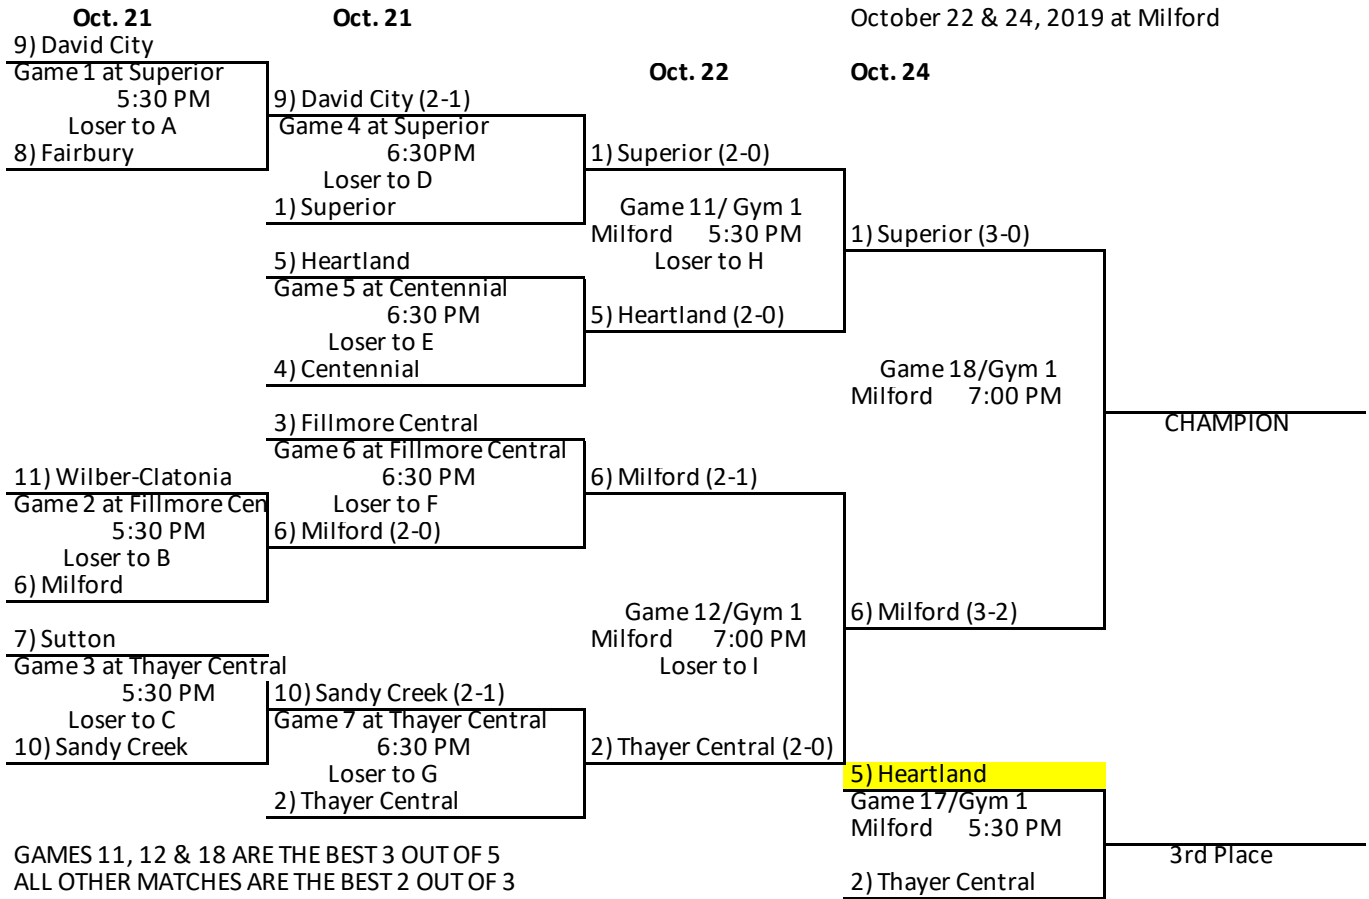 Oct. 21
Oct. 21
October 22 & 24, 2019 at Milford
9) David City
Game 1 at Superior
5:30 PM
Loser to A
8) Fairbury
Oct. 22
Oct. 24
9) David City (2-1)
Game 4 at Superior
6:30PM
Loser to D
1) Superior
1) Superior (2-0)
Game 11/ Gym 1
Milford 5:30 PM
Loser to H
1) Superior (3-0)
5) Heartland
Game 5 at Centennial
6:30 PM
Loser to E
4) Centennial
5) Heartland (2-0)
Game 18/Gym 1
Milford 7:00 PM
CHAMPION
3) Fillmore Central
Game 6 at Fillmore Central
6:30 PM
Loser to F
6) Milford (2-0)
11) Wilber-Clatonia
Game 2 at Fillmore Cen
5:30 PM
Loser to B
6) Milford
6) Milford (2-1)
Game 12/Gym 1
Milford 7:00 PM
Loser to I
6) Milford (3-2)
7) Sutton
Game 3 at Thayer Central
5:30 PM
Loser to C
10) Sandy Creek
10) Sandy Creek (2-1)
Game 7 at Thayer Central
6:30 PM
Loser to G
2) Thayer Central
2) Thayer Central (2-0)
5) Heartland
Game 17/Gym 1
Milford 5:30 PM
2) Thayer Central
3rd Place
GAMES 11, 12 & 18 ARE THE BEST 3 OUT OF 5
ALL OTHER MATCHES ARE THE BEST 2 OUT OF 3